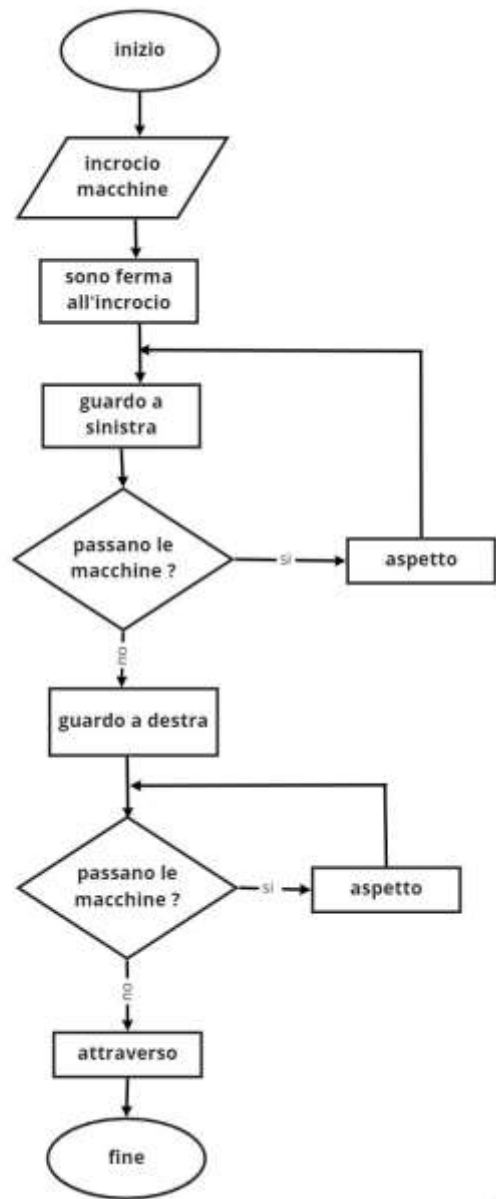 inizio
incrocio
macchine
sono ferma
all'incrocio
guardo a
sinistra
passano le
macchine ?
si
aspetto
no
guardo a destra
passano le
macchine ?
si
aspetto
no
attraverso
fine